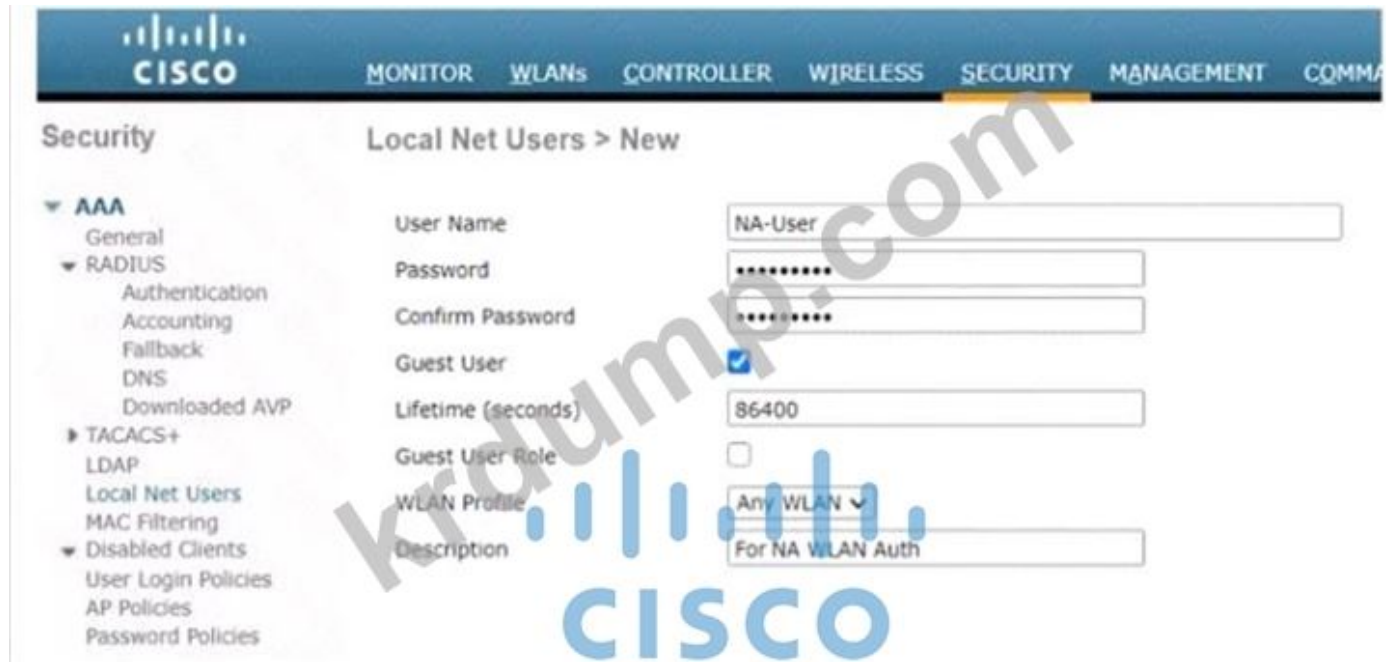 CISCO
MONITOR WLANs CONTROLLER WIRELESS SECURITY MANAGEMENT COMMA
Security
AAA
General
RADIUS
Authentication
Accounting
Fallback
DNS
Downloaded AVP
TACACS+
LDAP
Local Net Users
MAC Filtering
Disabled Clients
User Login Policies
AP Policies
Password Policies
Local Net Users > New
User Name NA-User
Password •••••••••
Confirm Password •••••••••
Guest User
Lifetime (seconds) 86400
Guest User Role
WLAN Profile Any WLAN
Description For NA WLAN Auth
krdump.com
CISCO